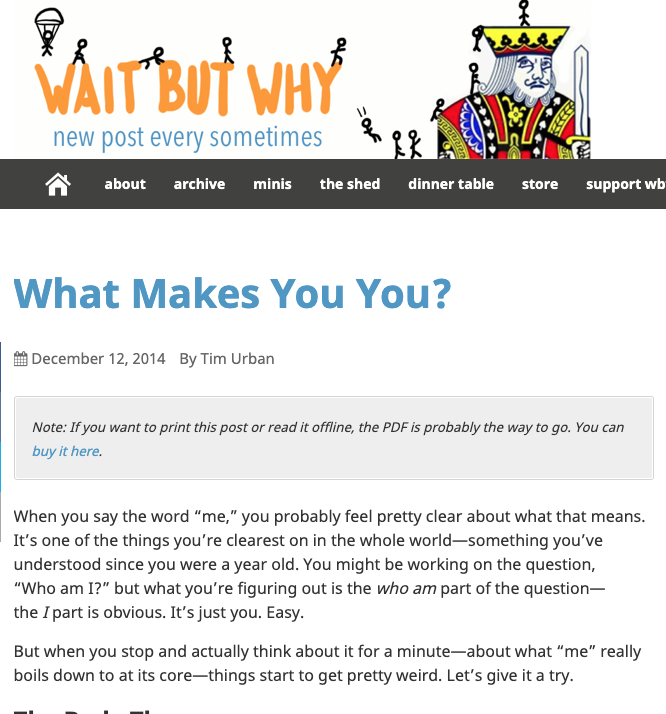 WAIT BUT WHY
new post every sometimes
about archive minis the shed dinner table store support wb
What Makes You You?
December 12, 2014 By Tim Urban
Note: If you want to print this post or read it offline, the PDF is probably the way to go. You can
buy it here.
When you say the word “me,” you probably feel pretty clear about what that means.
It’s one of the things you’re clearest on in the whole world—something you’ve
understood since you were a year old. You might be working on the question,
“Who am I?” but what you’re figuring out is the who am part of the question—
the I part is obvious. It’s just you. Easy.
But when you stop and actually think about it for a minute—about what “me” really
boils down to at its core—things start to get pretty weird. Let’s give it a try.